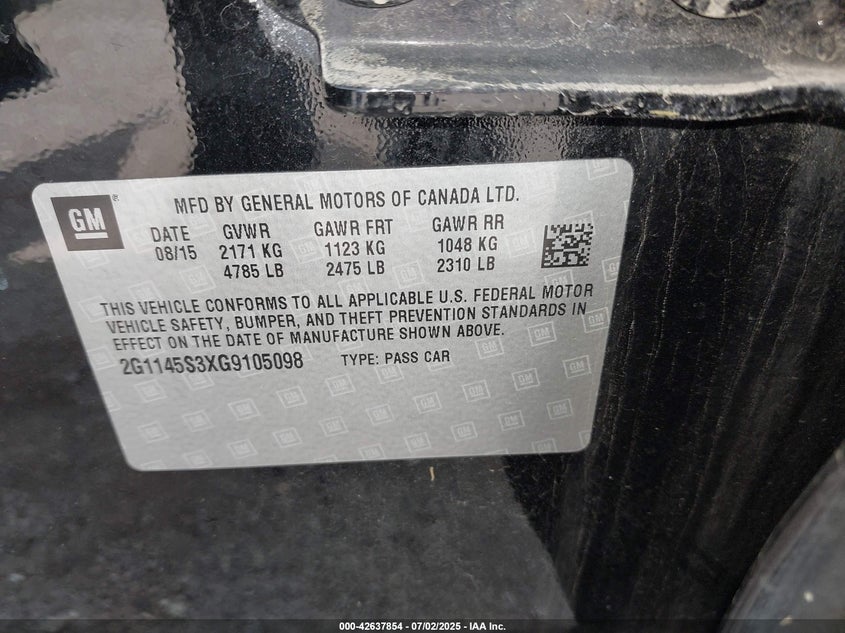 GM
MFD BY GENERAL MOTORS OF CANADA LTD.
DATE GVWR GAWR FRT GAWR RR
08/15 2171 KG 1123 KG 1048 KG
4785 LB 2475 LB 2310 LB
THIS VEHICLE CONFORMS TO ALL APPLICABLE U.S. FEDERAL MOTOR
VEHICLE SAFETY, BUMPER, AND THEFT PREVENTION STANDARDS IN
EFFECT ON THE DATE OF MANUFACTURE SHOWN ABOVE.
2G1145S3XG9105098 TYPE: PASS CAR
000-42637854 / 07/02/2025 - IAA Inc.